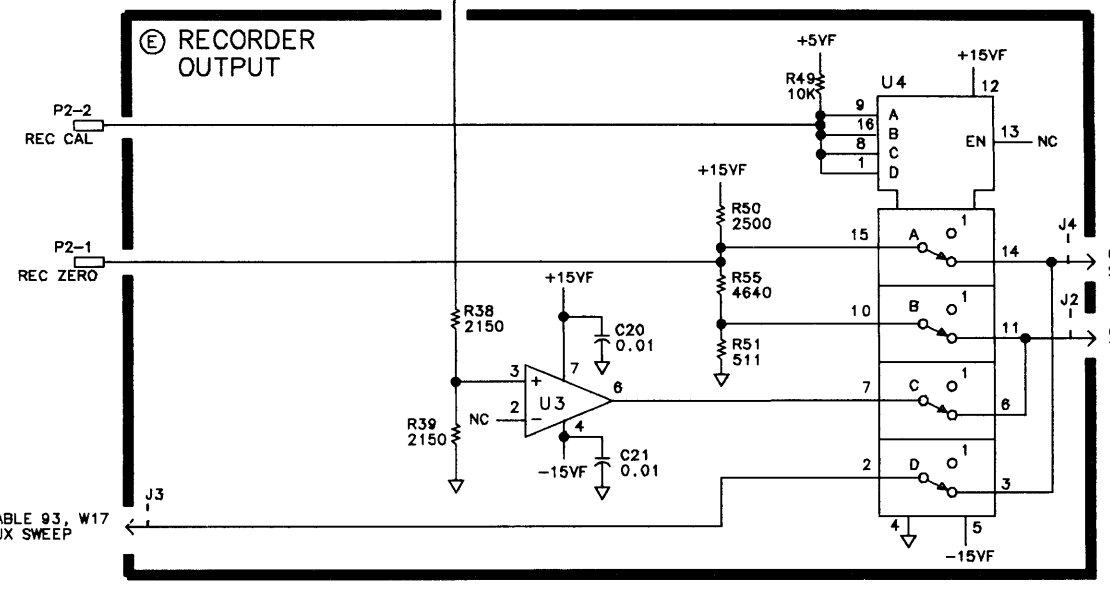 Ⓔ RECORDER
OUTPUT
+5VF
R49
10K
U4
+15VF
12
P2-2
REC CAL
9
A
16
B
8
C
1
D
EN
13
NC
+15VF
R50
2500
P2-1
REC ZERO
15
A
1
14
J4
+15VF
R55
4640
R38
2150
C20
0.01
10
B
1
11
J2
R51
511
3
+
7
U3
6
7
C
1
6
R39
2150
NC
2
−
4
-15VF
C21
0.01
2
D
1
3
J3
ABLE 93, W17
UX SWEEP
4
5
-15VF